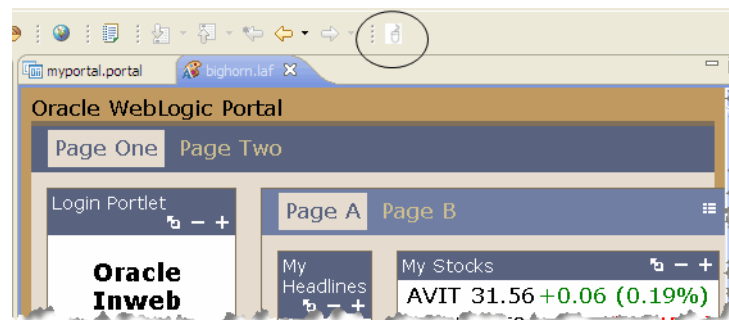 myportal.portal
bighorn.laf
Oracle WebLogic Portal
Page One Page Two
Login Portlet
Page A Page B
Oracle
Inweb
My
Headlines
My Stocks
AVIT 31.56 +0.06 (0.19%)